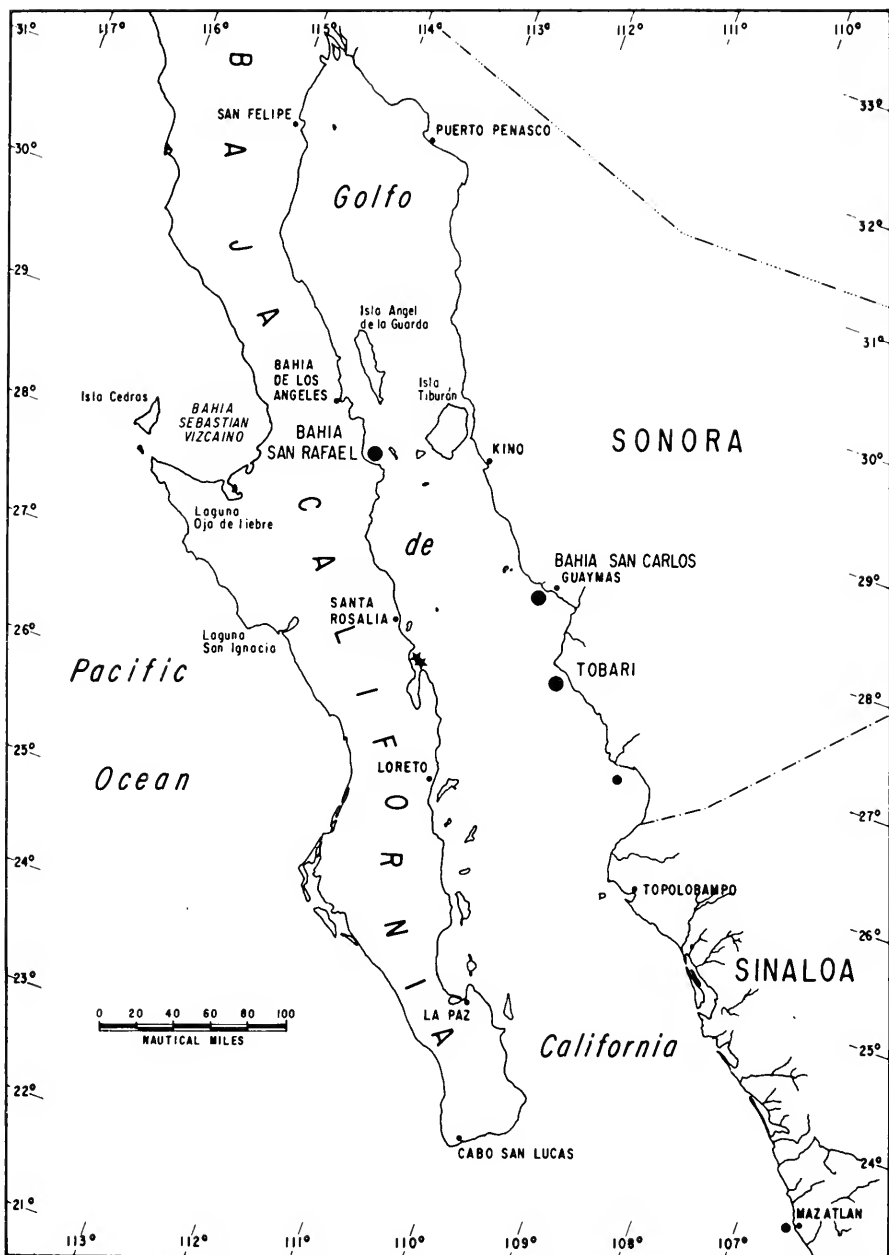 117° 116° 115° 114° 113° 112° 111° 110°
31°
30°
29
28°
27°
26°
25°
24°
23°
22°
21°
33°
32°
31°
30°
29°
28°
27°
26°
25°
24°
113° 112° 111° 110° 109° 108° 107° 106°
BAJA
CALIFORNIA
SAN FELIPE
PUERTO PENASCO
Golfo
Isla Angel
de la Guarda
BAHIA
DE LOS
ANGELES
Isla
Tiburón
Isla Cedros
BAHIA
SEBASTIAN
VIZCAINO
BAHIA
SAN RAFAEL
KINO
SONORA
Laguna
Ojo de liebre
de
BAHIA SAN CARLOS
GUAYMAS
SANTA
ROSALIA
Laguna
San Ignacio
Pacific
Ocean
TOBARI
LORETO
TOPOLOBAMPO
SINALOA
0 20 40 60 80 100
NAUTICAL MILES
LA PAZ
California
CABO SAN LUCAS
MAZATLAN